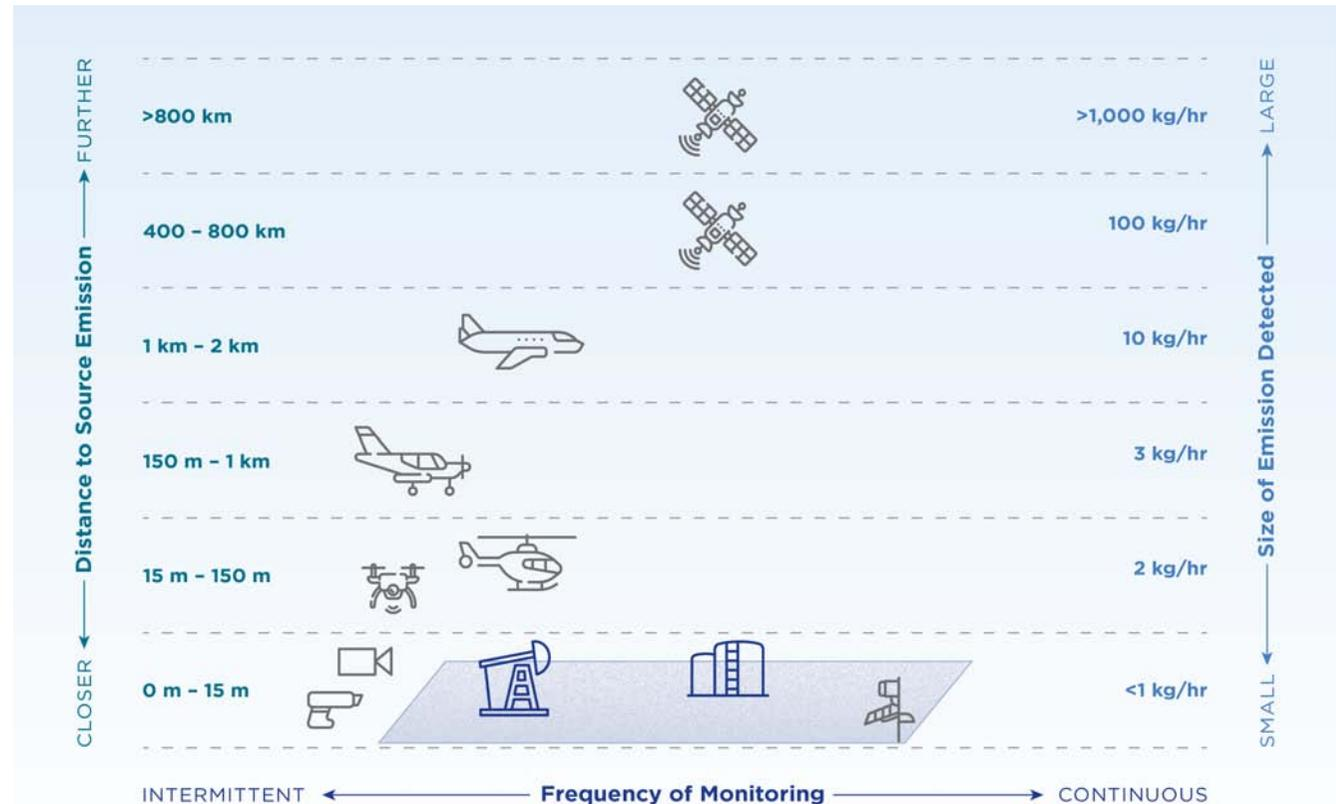 FURTHER
Distance to Source Emission
CLOSER
>800 km
>1,000 kg/hr
400 – 800 km
100 kg/hr
1 km – 2 km
10 kg/hr
150 m – 1 km
3 kg/hr
15 m – 150 m
2 kg/hr
0 m – 15 m
<1 kg/hr
LARGE
Size of Emission Detected
SMALL
INTERMITTENT
Frequency of Monitoring
CONTINUOUS